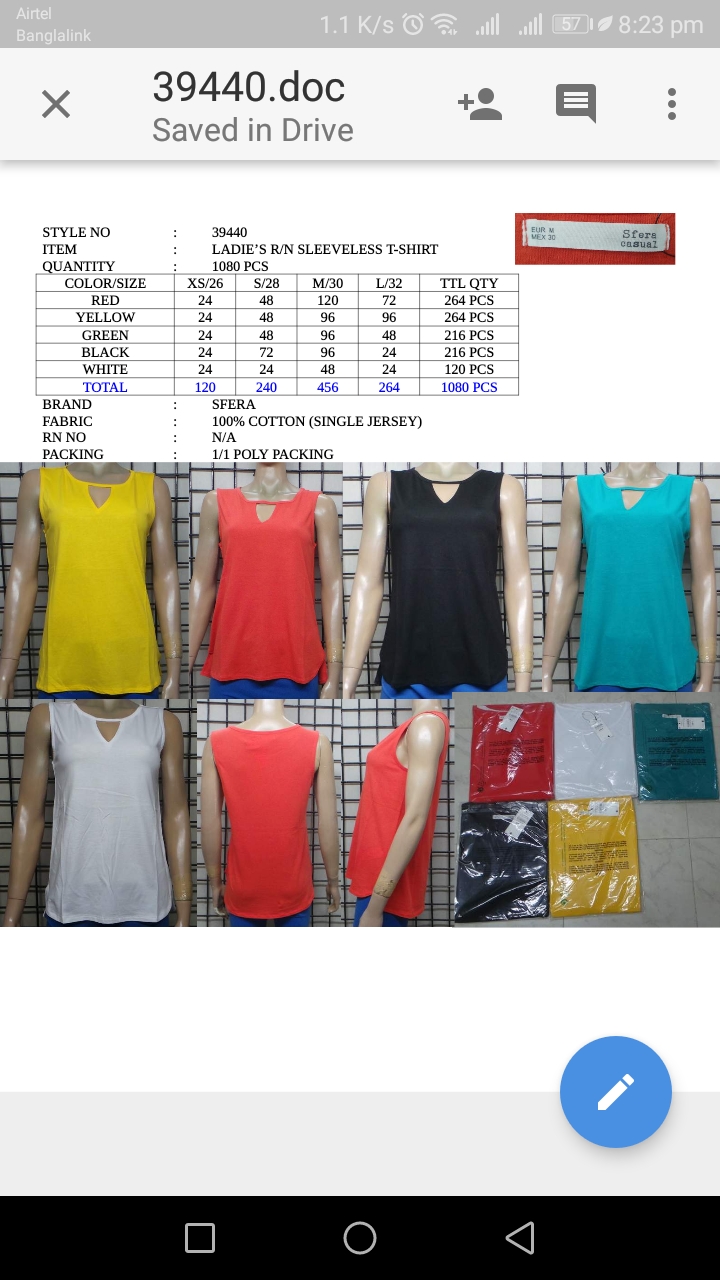 Airtel
Banglalink
1.1 K/s 57 8:23 pm
39440.doc
Saved in Drive
STYLE NO : 39440
ITEM : LADIE'S R/N SLEEVELESS T-SHIRT
QUANTITY : 1080 PCS
EUR M
MEX 30
Sfera
casual
COLOR/SIZE XS/26 S/28 M/30 L/32 TTL QTY
RED 24 48 120 72 264 PCS
YELLOW 24 48 96 96 264 PCS
GREEN 24 48 96 48 216 PCS
BLACK 24 72 96 24 216 PCS
WHITE 24 24 48 24 120 PCS
TOTAL 120 240 456 264 1080 PCS
BRAND : SFERA
FABRIC : 100% COTTON (SINGLE JERSEY)
RN NO : N/A
PACKING : 1/1 POLY PACKING